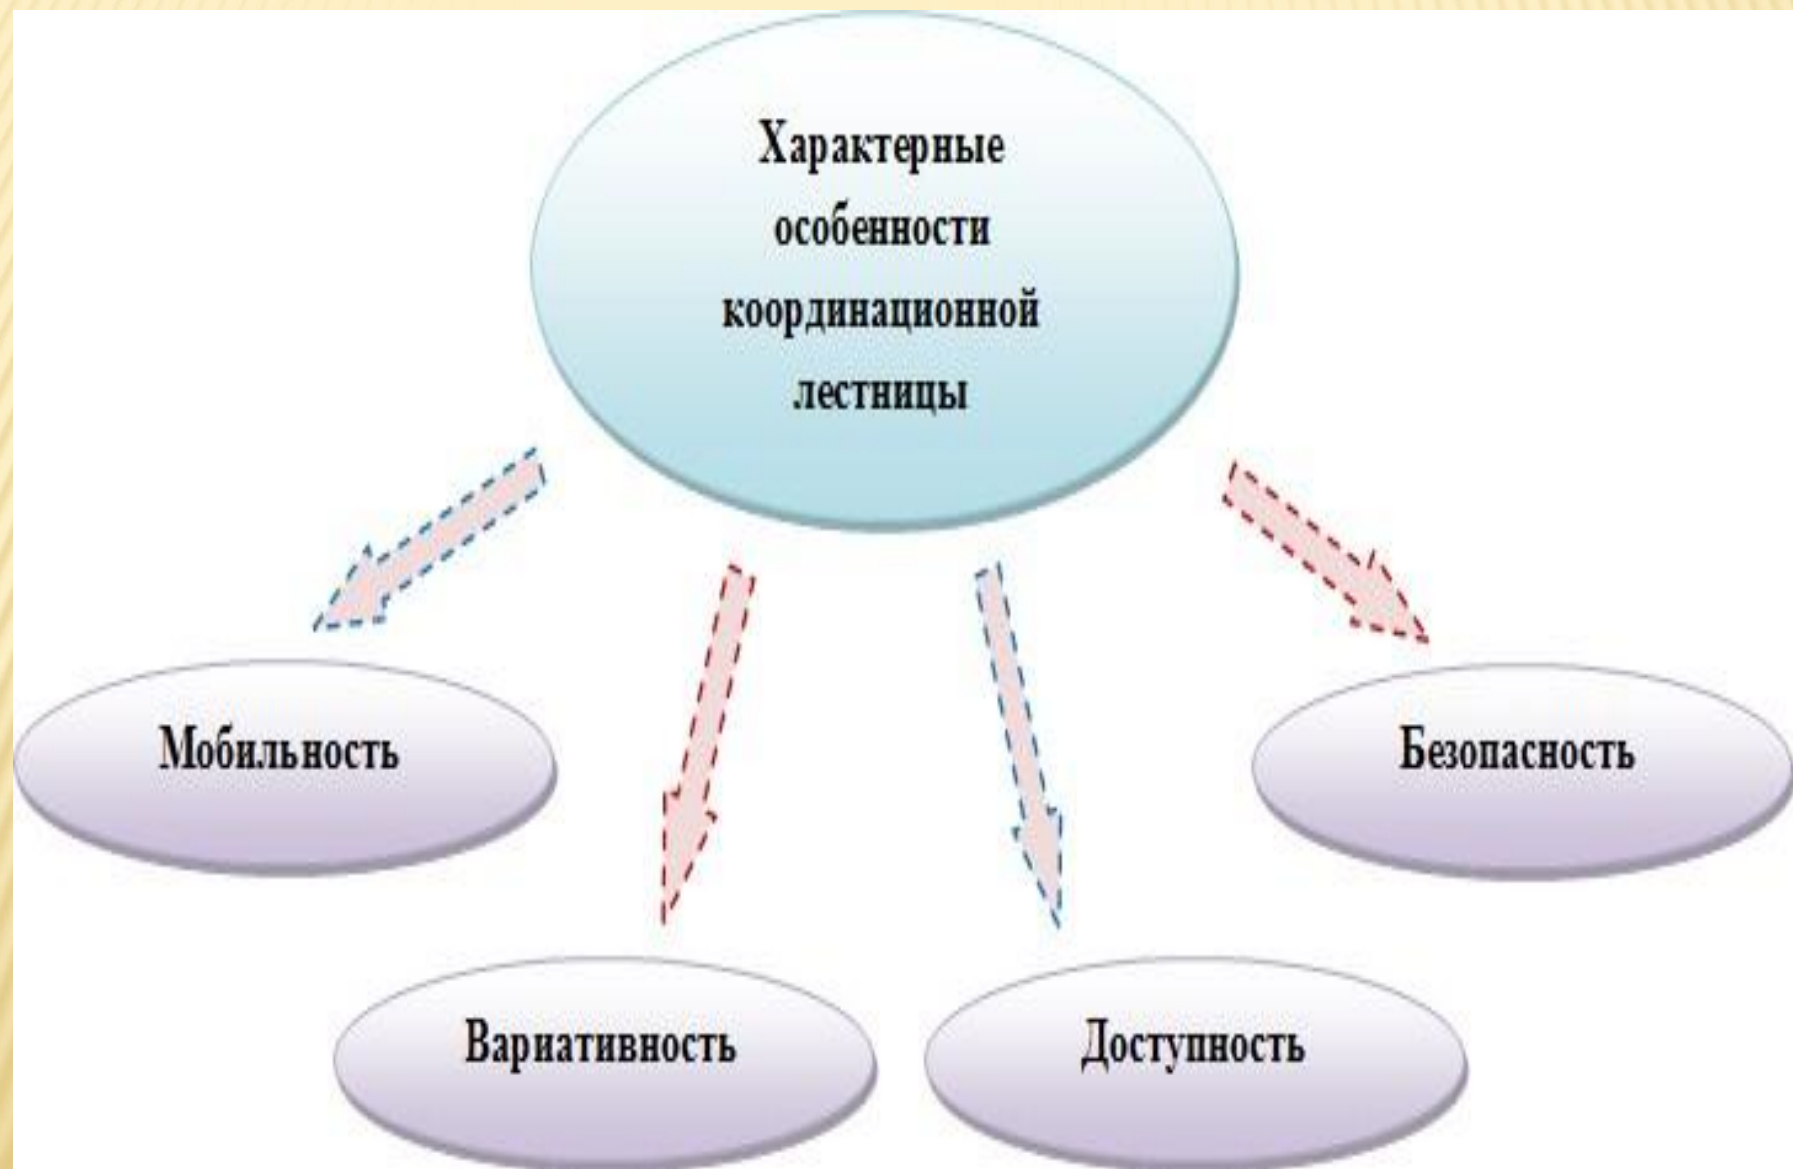 Характерные
особенности
координационной
лестницы
Мобильность
Безопасность
Вариативность
Доступность